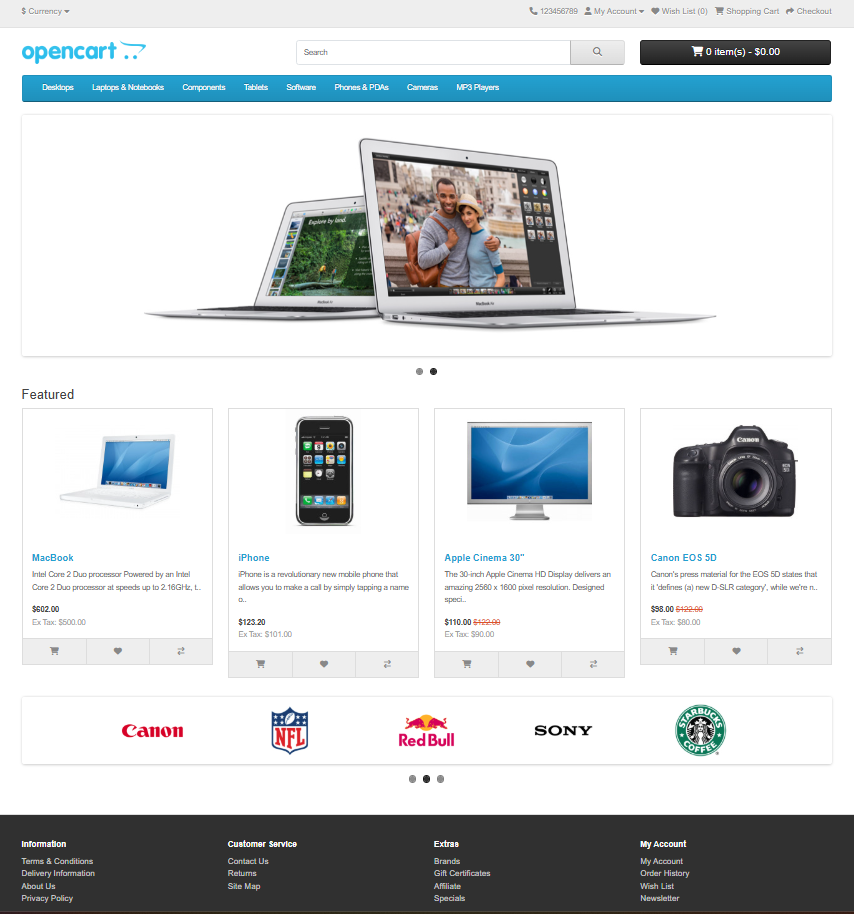 $ Currency
123456789 My Account Wish List (0) Shopping Cart Checkout
opencart
Search
0 item(s) - $0.00
Desktops Laptops & Notebooks Components Tablets Software Phones & PDAs Cameras MP3 Players
Explore by land.
MacBook Air
Featured
MacBook
Intel Core 2 Duo processor Powered by an Intel
Core 2 Duo processor at speeds up to 2.16GHz, t..
$602.00
Ex Tax: $500.00
iPhone
iPhone is a revolutionary new mobile phone that
allows you to make a call by simply tapping a name
o..
$123.20
Ex Tax: $101.00
Apple Cinema 30"
The 30-inch Apple Cinema HD Display delivers an
amazing 2560 x 1600 pixel resolution. Designed
speci..
$110.00 $122.00
Ex Tax: $90.00
Canon
EOS
5D
Canon EOS 5D
Canon's press material for the EOS 5D states that
it 'defines (a) new D-SLR category', while we're n..
$98.00 $122.00
Ex Tax: $80.00
Canon
NFL
Red Bull
SONY
STARBUCKS
COFFEE
Information
Terms & Conditions
Delivery Information
About Us
Privacy Policy
Customer Service
Contact Us
Returns
Site Map
Extras
Brands
Gift Certificates
Affiliate
Specials
My Account
My Account
Order History
Wish List
Newsletter